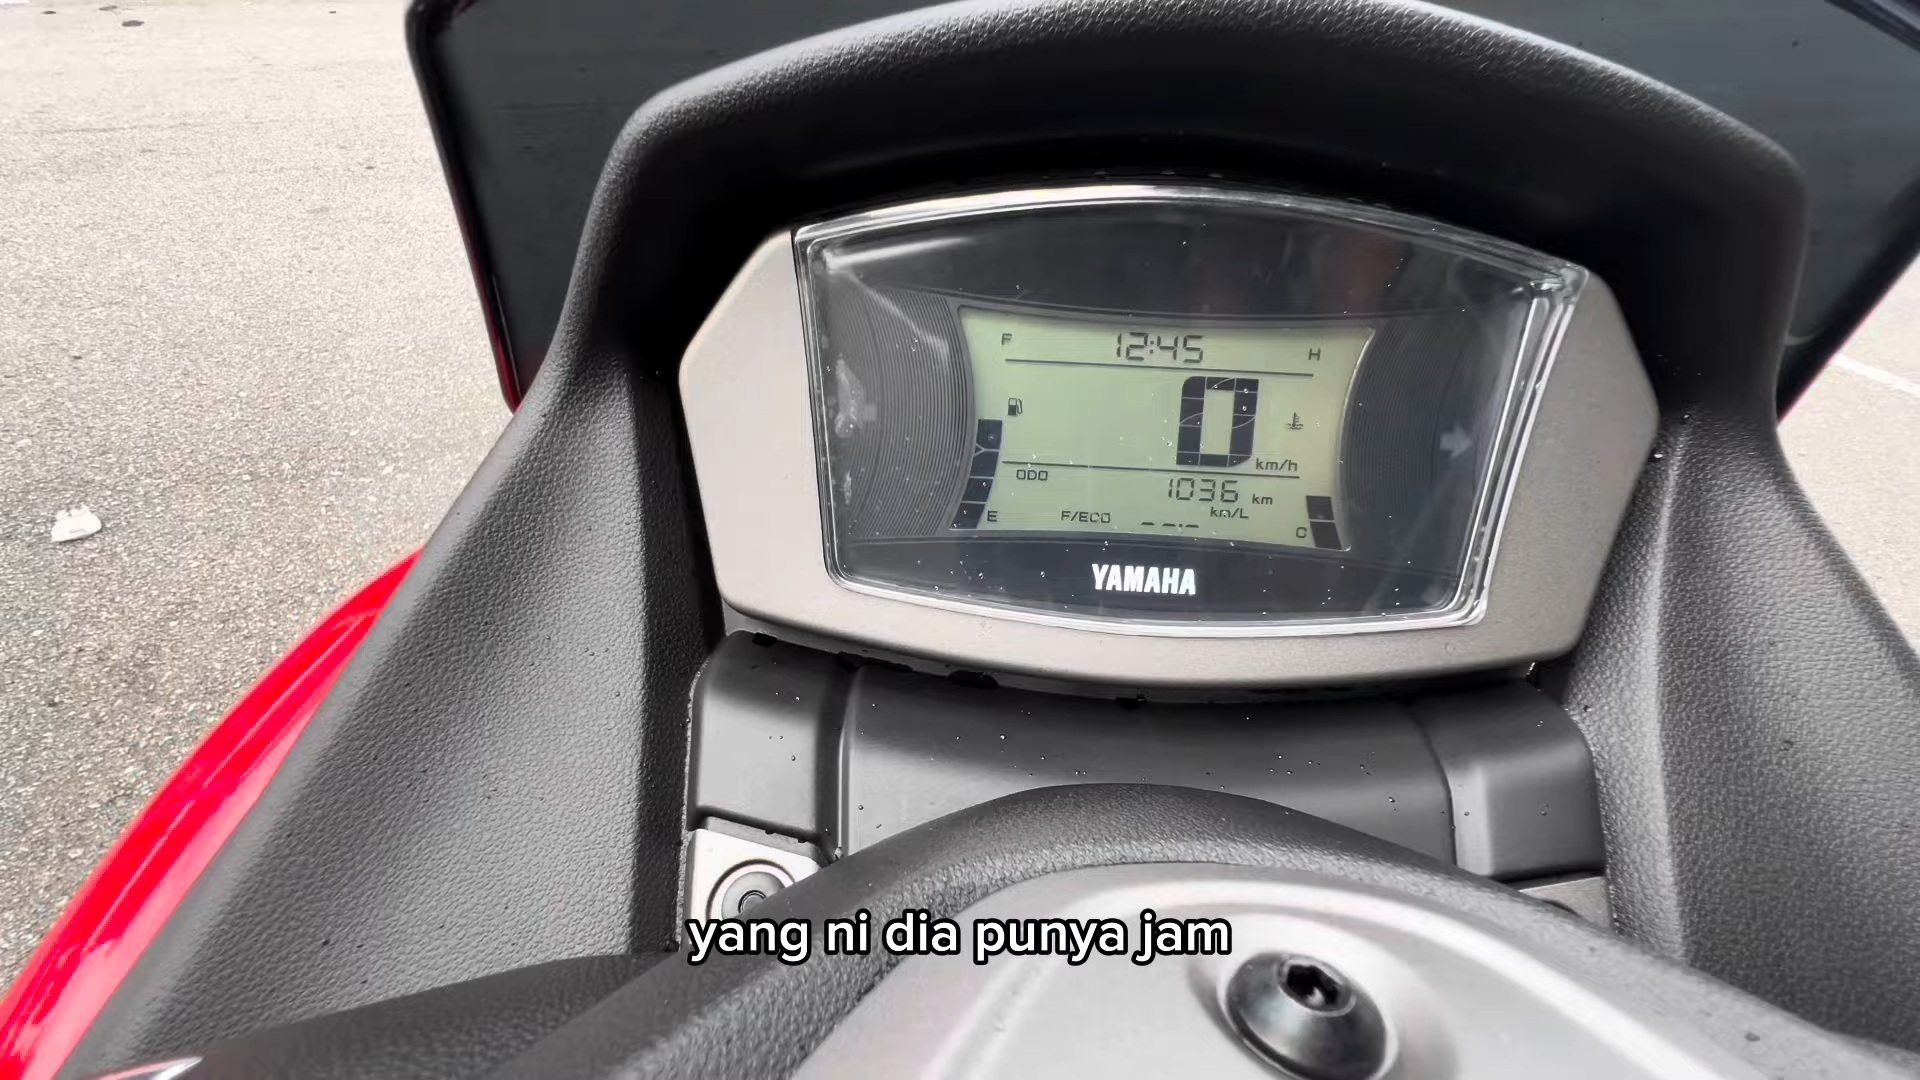 F 12:45 H
0 km/h
ODO 1036 km
km/L
E F/ECO _ _._ _ C
YAMAHA
yang ni dia punya jam